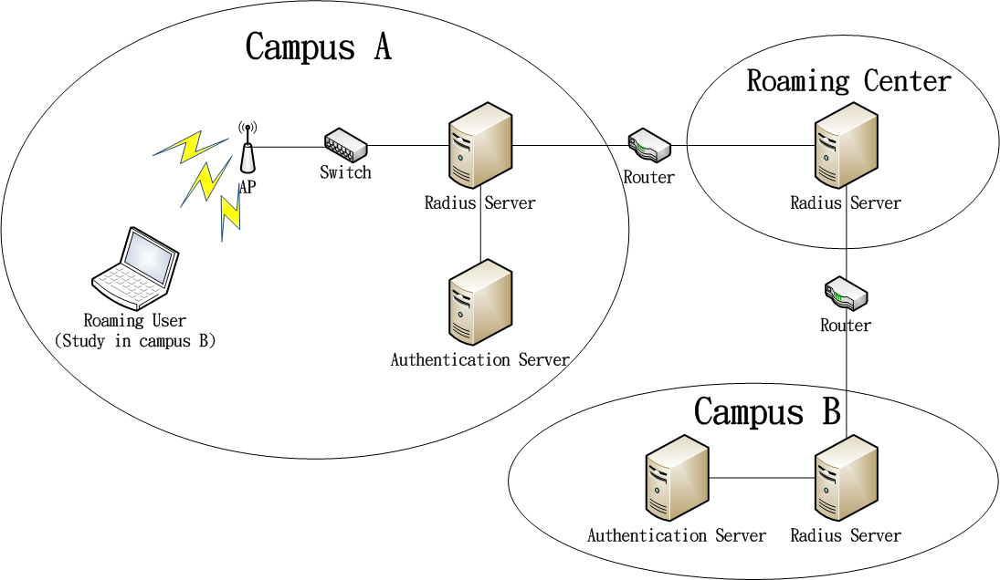 Campus A
Roaming Center
AP
Switch
Radius Server
Router
Radius Server
Roaming User
(Study in campus B)
Authentication Server
Router
Campus B
Authentication Server
Radius Server